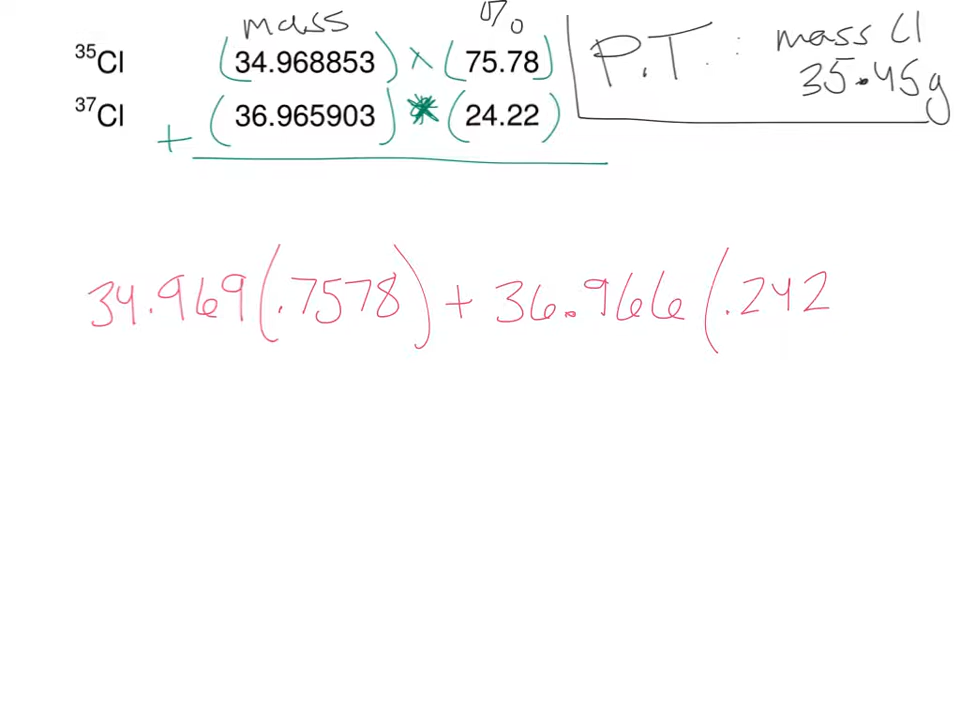 mass %
35Cl (34.968853) × (75.78)
37Cl (36.965903) * (24.22)
+
P.T. : mass Cl
35.45g
34.969(.7578) + 36.966(.242